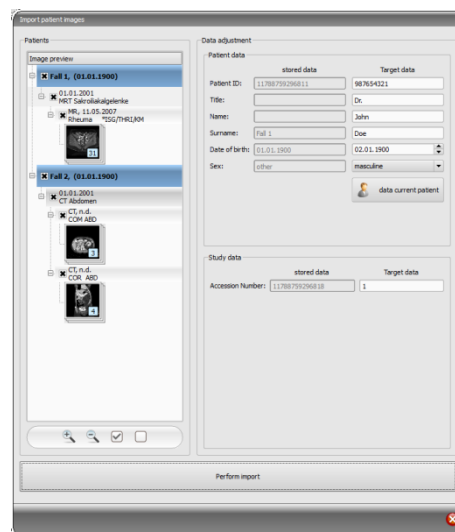 Import patient images
Patients
Image preview
Fall 1, (01.01.1900)
01.01.2001
MRT Sakroiliakalgelenke
MR, 11.05.2007
Rheuma *ISG/THRI/KM
21
Fall 2, (01.01.1900)
01.01.2001
CT Abdomen
CT, n.d.
COM ABD
3
CT, n.d.
COR ABD
4
Data adjustment
Patient data
stored data Target data
Patient ID: 11788759296811 987654321
Title: Dr.
Name: John
Surname: Fall 1 Doe
Date of birth: 01.01.1900 02.01.1900
Sex: other masculine
data current patient
Study data
stored data Target data
Accession Number: 11788759296818 1
Perform import